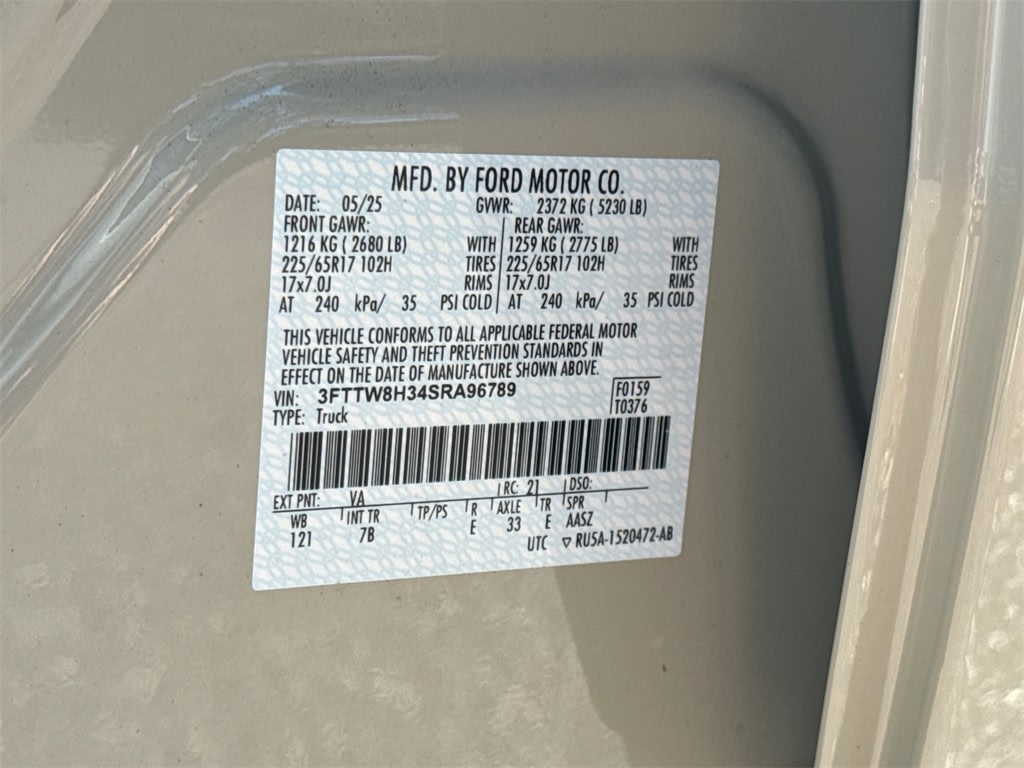 MFD. BY FORD MOTOR CO.
DATE: 05/25 GVWR: 2372 KG ( 5230 LB)
FRONT GAWR: REAR GAWR:
1216 KG ( 2680 LB) WITH 1259 KG ( 2775 LB) WITH
225/65R17 102H TIRES 225/65R17 102H TIRES
17x7.0J RIMS 17x7.0J RIMS
AT 240 kPa/ 35 PSI COLD AT 240 kPa/ 35 PSI COLD
THIS VEHICLE CONFORMS TO ALL APPLICABLE FEDERAL MOTOR
VEHICLE SAFETY AND THEFT PREVENTION STANDARDS IN
EFFECT ON THE DATE OF MANUFACTURE SHOWN ABOVE.
VIN: 3FTTW8H34SRA96789 F0159
TYPE: Truck T0376
EXT PNT: VA RC: 21 DSO:
WB INT TR TP/PS R AXLE TR SPR
121 7B E 33 E AASZ
UTC ▽ RU5A-1520472-AB